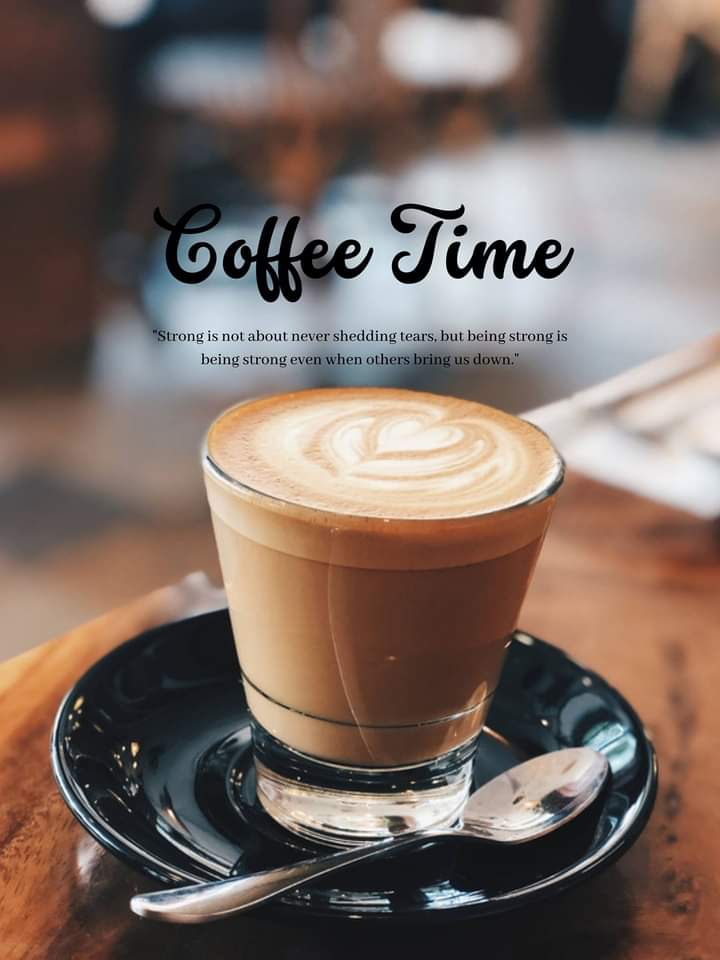 Coffee Time
"Strong is not about never shedding tears, but being strong is
being strong even when others bring us down."